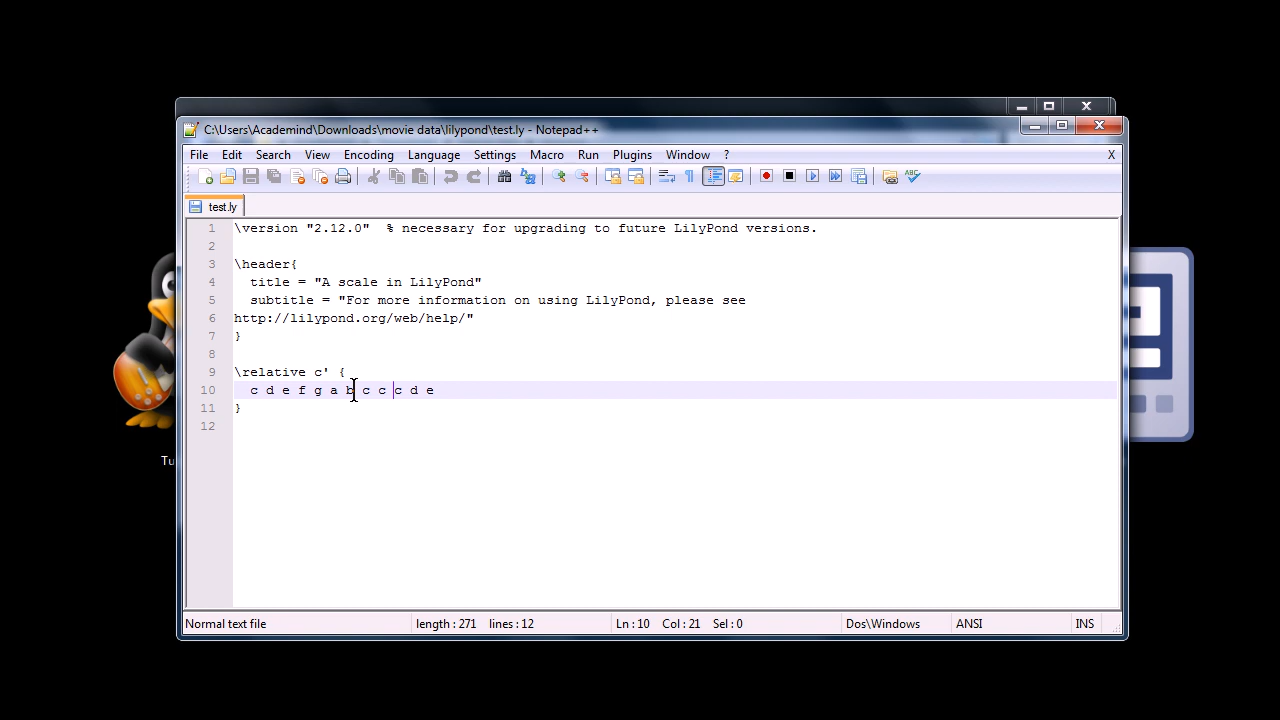 C:\Users\Academind\Downloads\movie data\lilypond\test.ly - Notepad++
File Edit Search View Encoding Language Settings Macro Run Plugins Window ? X
test.ly
1 \version "2.12.0"  % necessary for upgrading to future LilyPond versions.
2
3 \header{
4   title = "A scale in LilyPond"
5   subtitle = "For more information on using LilyPond, please see
6 http://lilypond.org/web/help/"
7 }
8
9 \relative c' {
10   c d e f g a b c c c d e
11 }
12
Tu
Normal text file length : 271 lines : 12 Ln : 10 Col : 21 Sel : 0 Dos\Windows ANSI INS